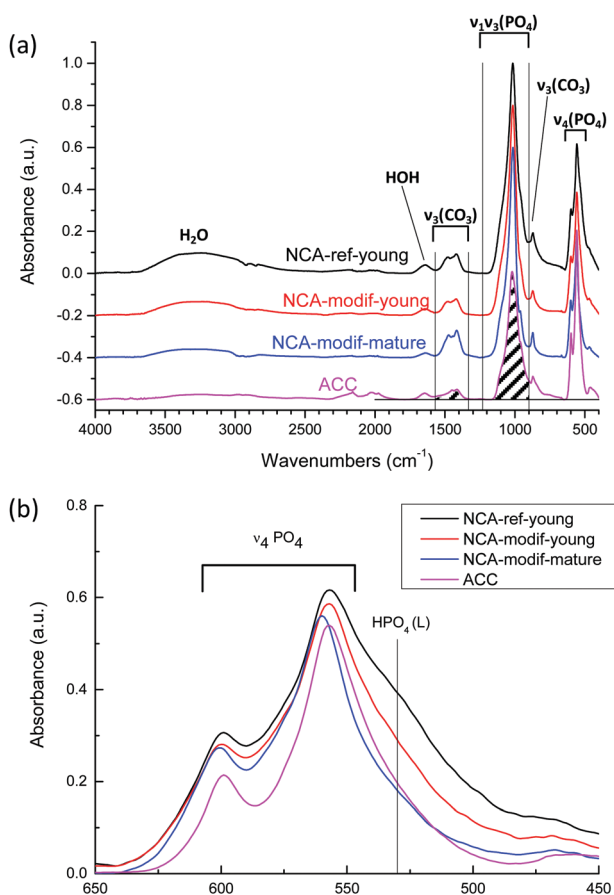 (a)
ν₁ν₃(PO₄)
ν₃(CO₃)
ν₄(PO₄)
HOH
ν₃(CO₃)
H₂O
NCA-ref-young
NCA-modif-young
NCA-modif-mature
ACC
Absorbance (a.u.)
1.0
0.8
0.6
0.4
0.2
0.0
-0.2
-0.4
-0.6
4000 3500 3000 2500 2000 1500 1000 500
Wavenumbers (cm⁻¹)
(b)
ν₄ PO₄
NCA-ref-young
NCA-modif-young
NCA-modif-mature
ACC
HPO₄(L)
Absorbance (a.u.)
0.8
0.6
0.4
0.2
0.0
650 600 550 500 450